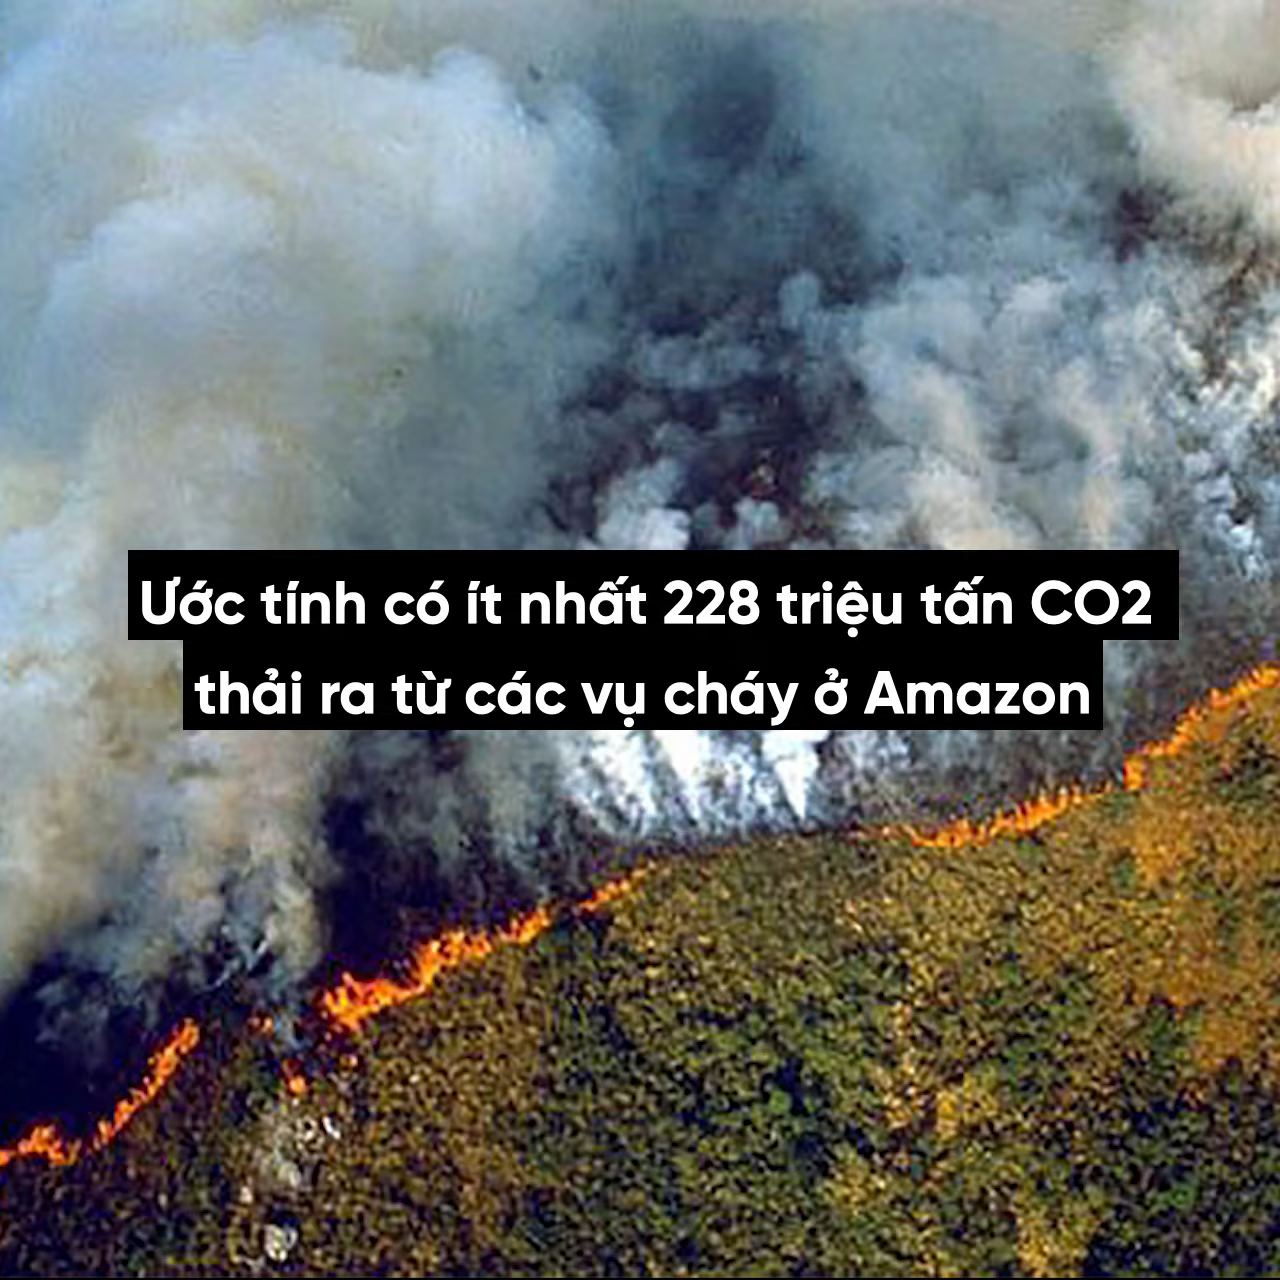 Ước tính có ít nhất 228 triệu tấn CO2
thải ra từ các vụ cháy ở Amazon